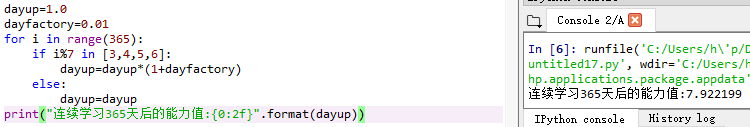 dayup=1.0
dayfactory=0.01
for i in range(365):
    if i%7 in [3,4,5,6]:
        dayup=dayup*(1+dayfactory)
    else:
        dayup=dayup
print("连续学习365天后的能力值:{0:2f}".format(dayup))
Console 2/A
In [6]: runfile('C:/Users/h\'p/D
untitled17.py', wdir='C:/Users/h
hp.applications.package.appdata'
连续学习365天后的能力值:7.922199
IPython console
History log